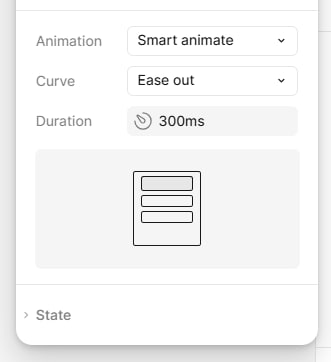 Animation Smart animate
Curve Ease out
Duration 300ms
State